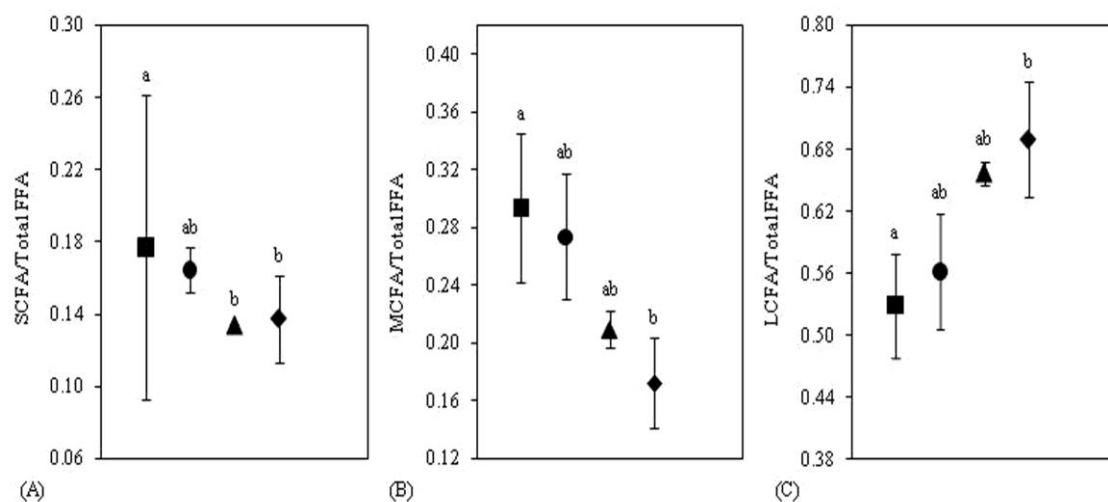 0.30
0.26
0.22
0.18
0.14
0.10
0.06
SCFA/Total FFA
a
ab
b
b
(A)
0.40
0.36
0.32
0.28
0.24
0.20
0.16
0.12
MCFA/Total FFA
a
ab
ab
b
(B)
0.80
0.74
0.68
0.62
0.56
0.50
0.44
0.38
LCFA/Total FFA
a
ab
ab
b
(C)